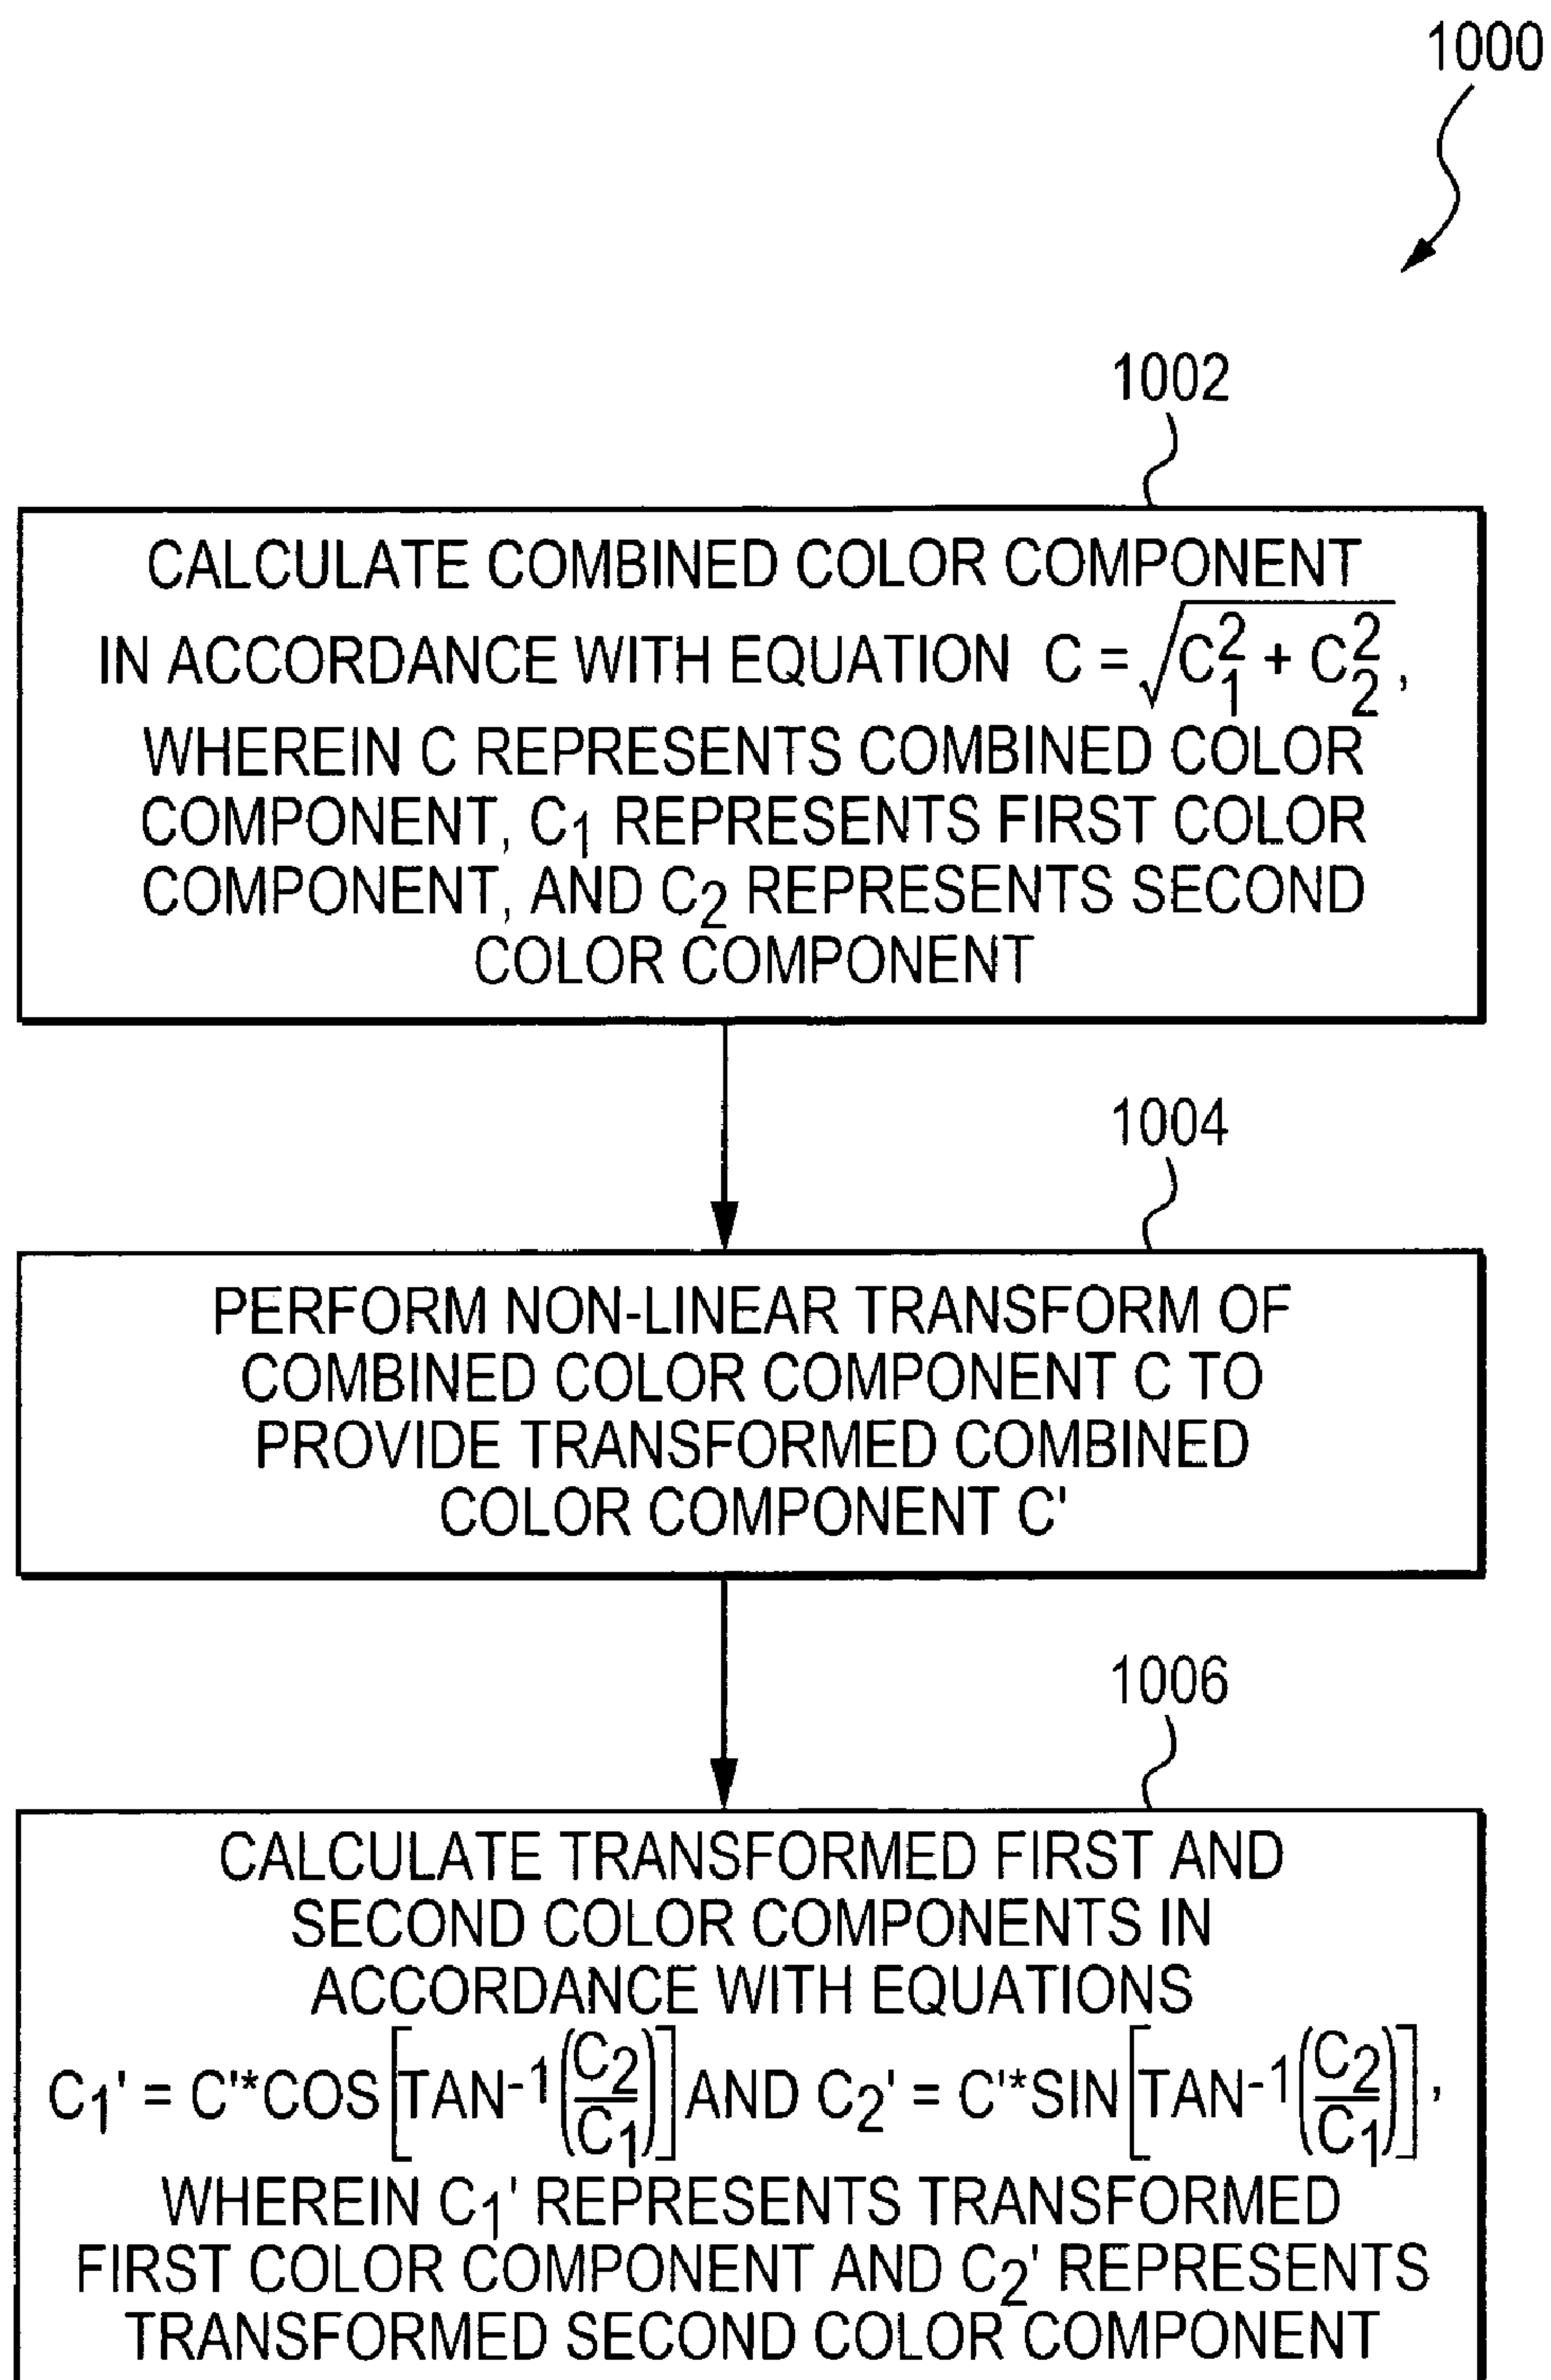 1000
1002
CALCULATE COMBINED COLOR COMPONENT
IN ACCORDANCE WITH EQUATION C = √(C₁² + C₂²),
WHEREIN C REPRESENTS COMBINED COLOR
COMPONENT, C₁ REPRESENTS FIRST COLOR
COMPONENT, AND C₂ REPRESENTS SECOND
COLOR COMPONENT
1004
PERFORM NON-LINEAR TRANSFORM OF
COMBINED COLOR COMPONENT C TO
PROVIDE TRANSFORMED COMBINED
COLOR COMPONENT C'
1006
CALCULATE TRANSFORMED FIRST AND
SECOND COLOR COMPONENTS IN
ACCORDANCE WITH EQUATIONS
C₁' = C'*COS[TAN⁻¹(C₂/C₁)] AND C₂' = C'*SIN[TAN⁻¹(C₂/C₁)],
WHEREIN C₁' REPRESENTS TRANSFORMED
FIRST COLOR COMPONENT AND C₂' REPRESENTS
TRANSFORMED SECOND COLOR COMPONENT